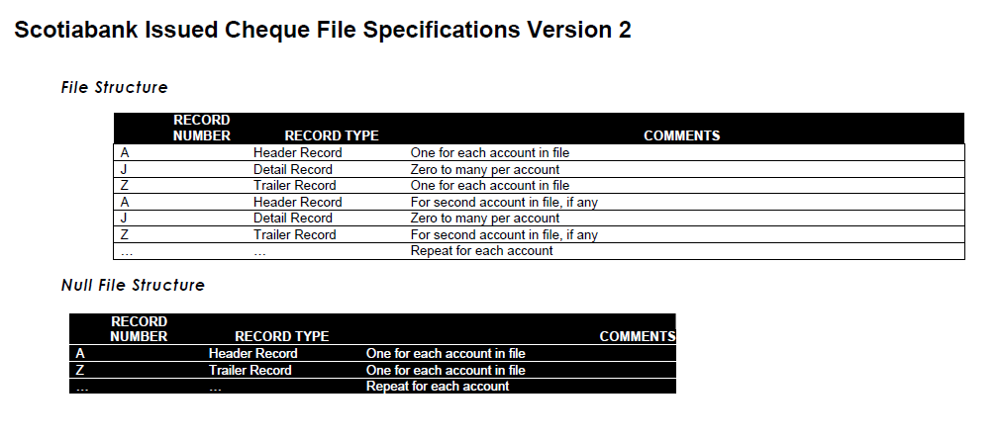 Scotiabank Issued Cheque File Specifications Version 2
File Structure
RECORD
NUMBER RECORD TYPE COMMENTS
A Header Record One for each account in file
J Detail Record Zero to many per account
Z Trailer Record One for each account in file
A Header Record For second account in file, if any
J Detail Record Zero to many per account
Z Trailer Record For second account in file, if any
… … Repeat for each account
Null File Structure
RECORD
NUMBER RECORD TYPE COMMENTS
A Header Record One for each account in file
Z Trailer Record One for each account in file
… … Repeat for each account